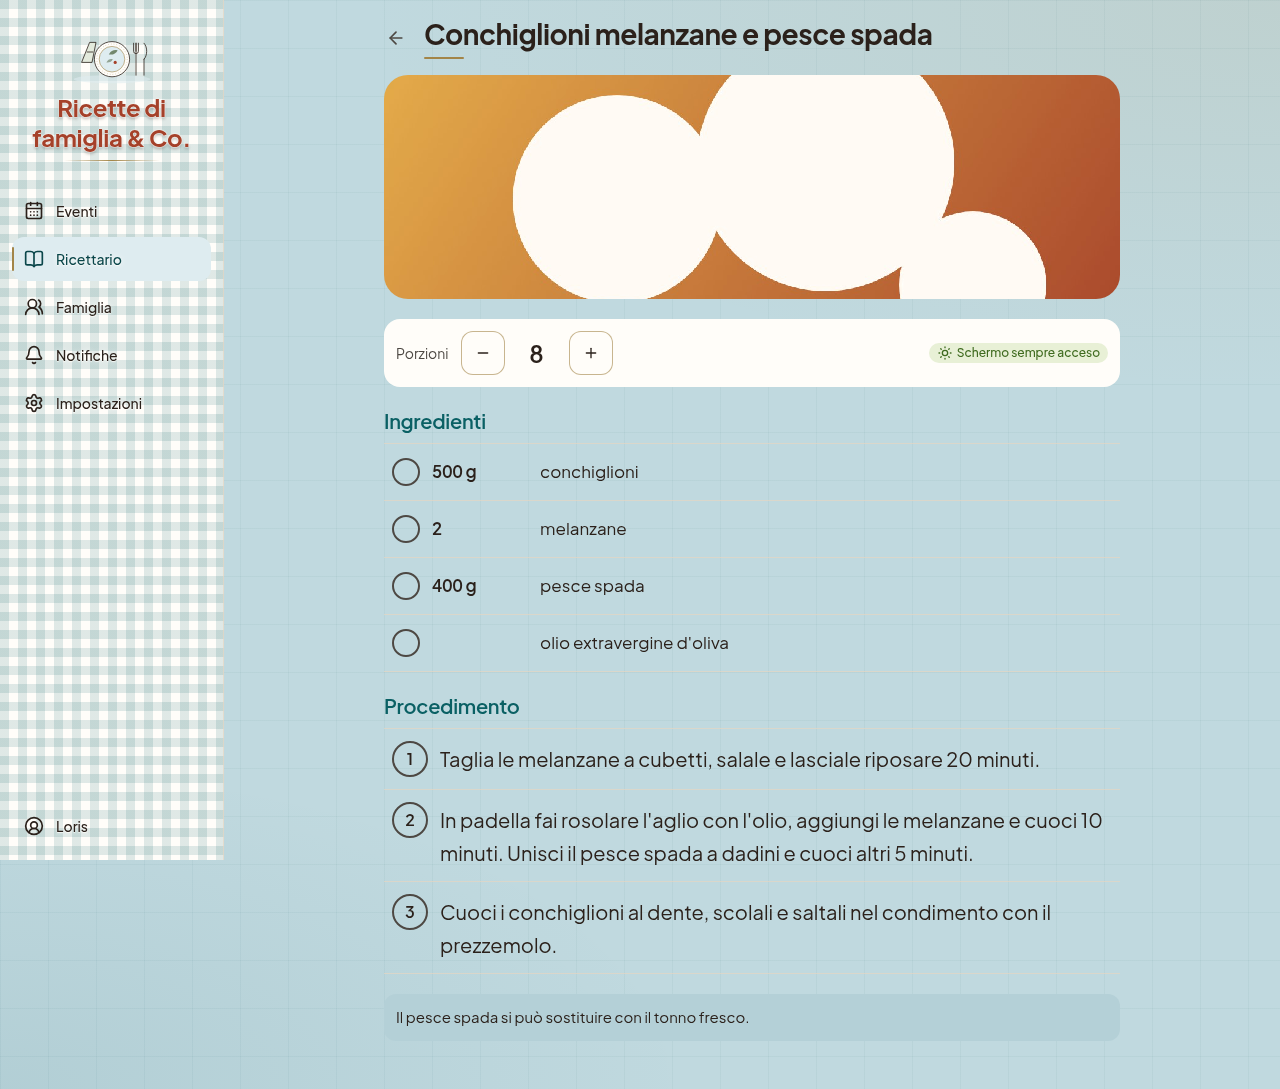 Ricette di
famiglia & Co.
Eventi
Ricettario
Famiglia
Notifiche
Impostazioni
Loris
Conchiglioni melanzane e pesce spada
Porzioni 8 Schermo sempre acceso
Ingredienti
500 g conchiglioni
2 melanzane
400 g pesce spada
olio extravergine d'oliva
Procedimento
1 Taglia le melanzane a cubetti, salale e lasciale riposare 20 minuti.
2 In padella fai rosolare l'aglio con l'olio, aggiungi le melanzane e cuoci 10
minuti. Unisci il pesce spada a dadini e cuoci altri 5 minuti.
3 Cuoci i conchiglioni al dente, scolali e saltali nel condimento con il
prezzemolo.
Il pesce spada si può sostituire con il tonno fresco.